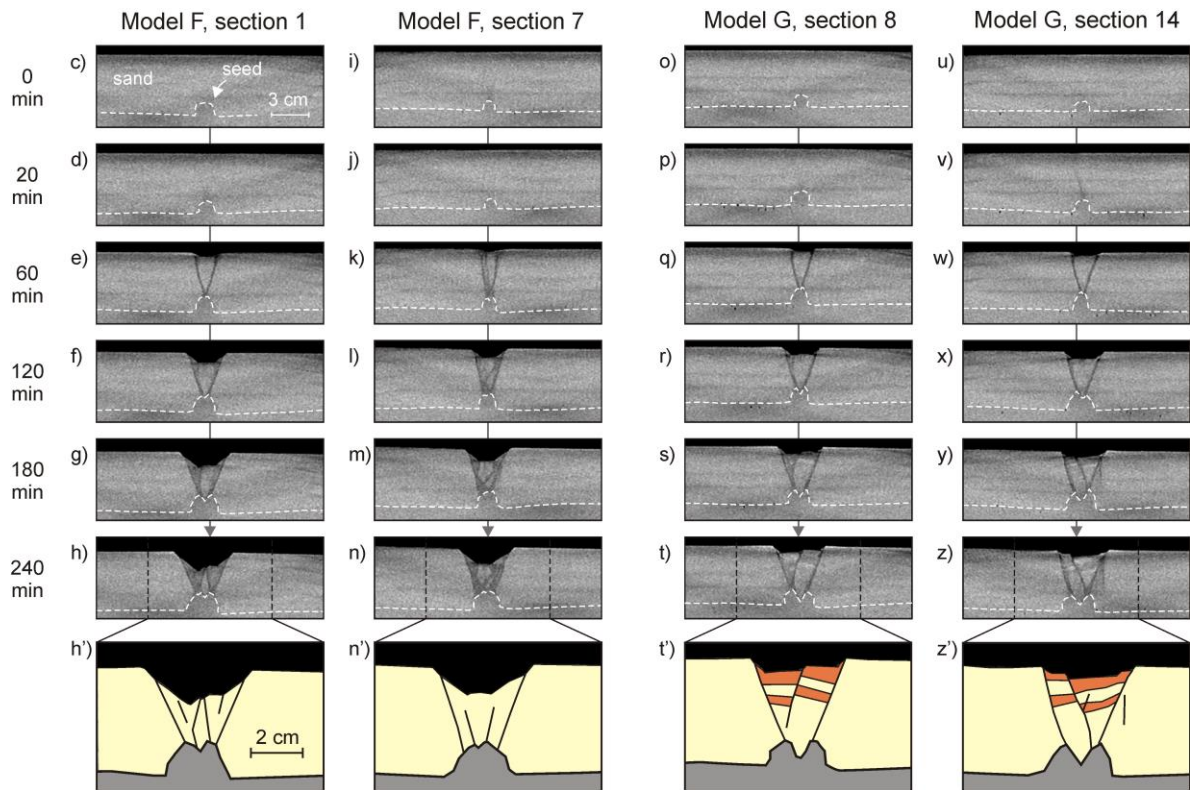 Model F, section 1 Model F, section 7 Model G, section 8 Model G, section 14
0 min c) sand seed 3 cm i) o) u)
20 min d) j) p) v)
60 min e) k) q) w)
120 min f) l) r) x)
180 min g) m) s) y)
240 min h) n) t) z)
h') 2 cm n') t') z')